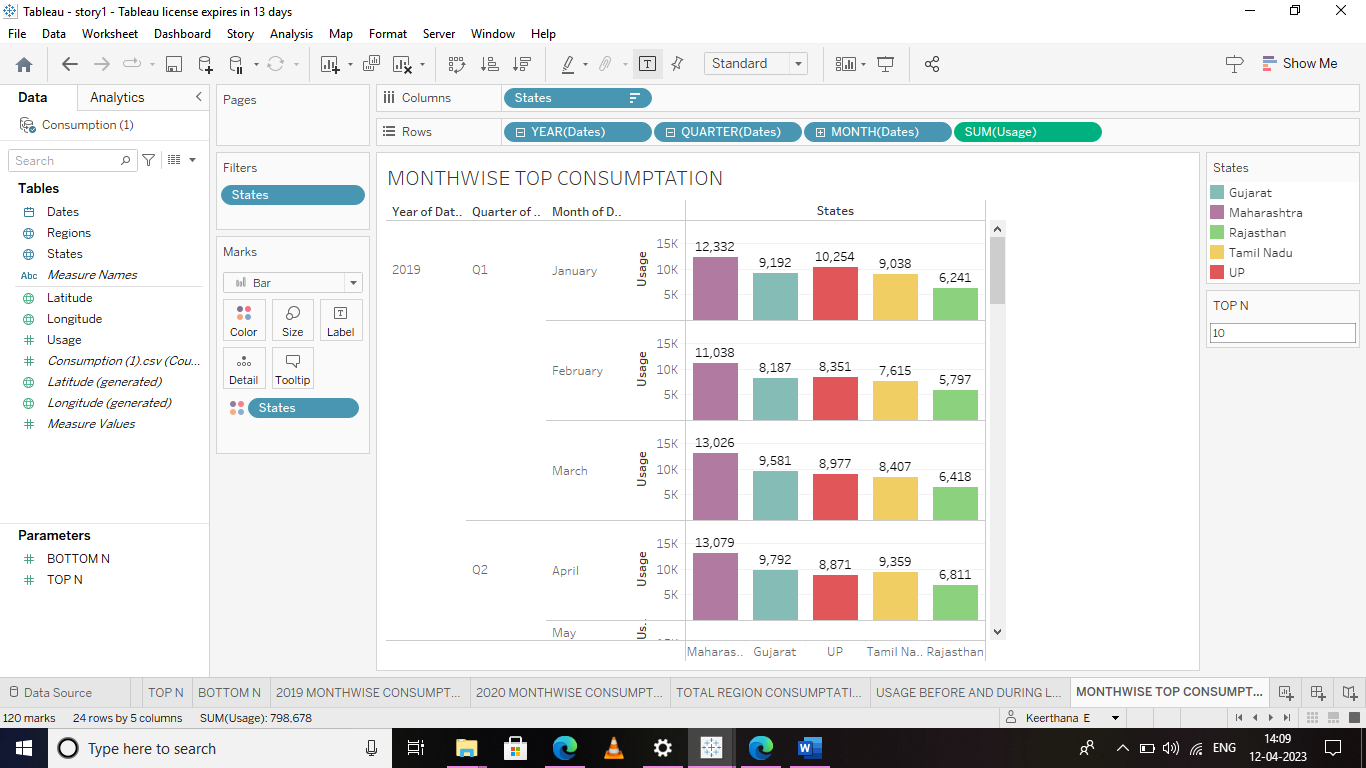 Tableau - story1 - Tableau license expires in 13 days
File Data Worksheet Dashboard Story Analysis Map Format Server Window Help
Standard
Show Me
Data Analytics
Consumption (1)
Search
Tables
Dates
Regions
States
Abc Measure Names
Latitude
Longitude
Usage
Consumption (1).csv (Cou...
Latitude (generated)
Longitude (generated)
Measure Values
Parameters
BOTTOM N
TOP N
Pages
Filters
States
Marks
Bar
Color Size Label
Detail Tooltip
States
Columns States
Rows YEAR(Dates) QUARTER(Dates) MONTH(Dates) SUM(Usage)
MONTHWISE TOP CONSUMPTATION
States
Year of Dat.. Quarter of .. Month of D..
2019 Q1 January Usage 15K 10K 5K 12,332 9,192 10,254 9,038 6,241
February Usage 15K 10K 5K 11,038 8,187 8,351 7,615 5,797
March Usage 15K 10K 5K 13,026 9,581 8,977 8,407 6,418
Q2 April Usage 15K 10K 5K 13,079 9,792 8,871 9,359 6,811
May Us..
Maharas.. Gujarat UP Tamil Na.. Rajasthan
States
Gujarat
Maharashtra
Rajasthan
Tamil Nadu
UP
TOP N
10
Data Source TOP N BOTTOM N 2019 MONTHWISE CONSUMPT... 2020 MONTHWISE CONSUMPT... TOTAL REGION CONSUMPTATI... USAGE BEFORE AND DURING L... MONTHWISE TOP CONSUMPT...
120 marks 24 rows by 5 columns SUM(Usage): 798,678 Keerthana E
Type here to search
ENG
14:09
12-04-2023